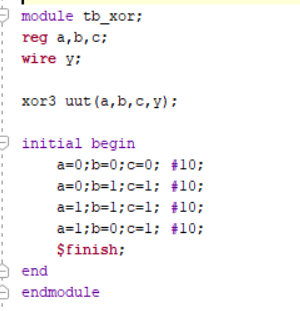 module tb_xor;
reg a,b,c;
wire y;
xor3 uut(a,b,c,y);
initial begin
a=0;b=0;c=0; #10;
a=0;b=1;c=1; #10;
a=1;b=1;c=1; #10;
a=1;b=0;c=1; #10;
$finish;
end
endmodule